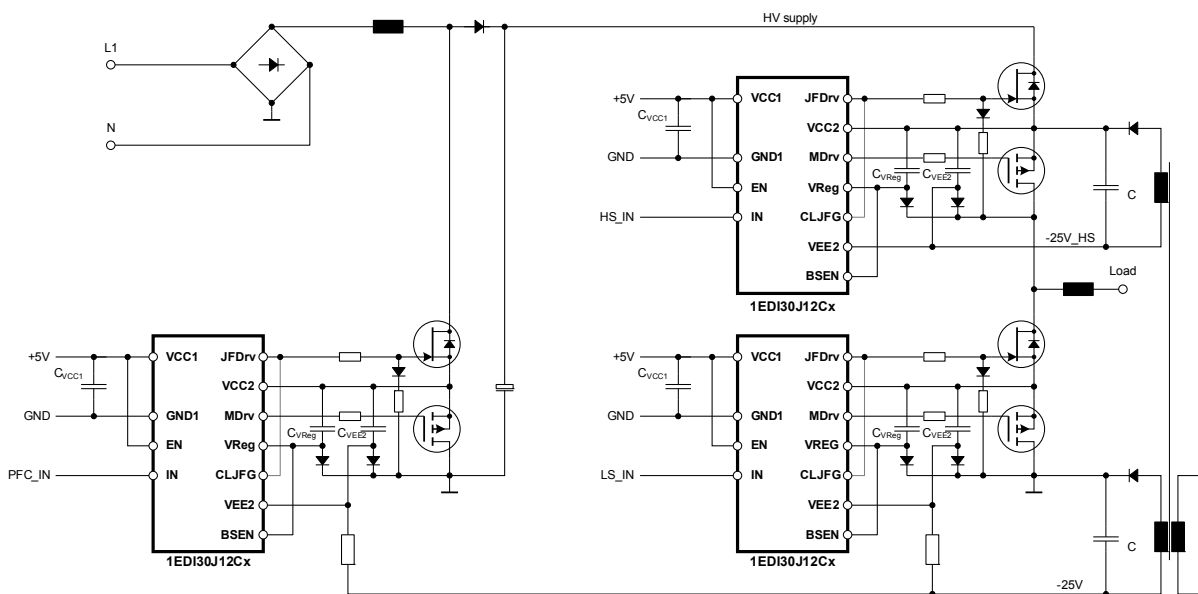 HV supply
L1
N
+5V
CVCC1
GND
HS_IN
VCC1
GND1
EN
IN
JFDrv
VCC2
MDrv
VReg
CLJFG
VEE2
BSEN
CVReg
CVEE2
C
-25V_HS
1EDI30J12Cx
Load
+5V
CVCC1
GND
PFC_IN
VCC1
GND1
EN
IN
JFDrv
VCC2
MDrv
VReg
CLJFG
VEE2
BSEN
CVReg
CVEE2
1EDI30J12Cx
+5V
CVCC1
GND
LS_IN
VCC1
GND1
EN
IN
JFDrv
VCC2
MDrv
VREG
CLJFG
VEE2
BSEN
CVReg
CVEE2
C
1EDI30J12Cx
-25V